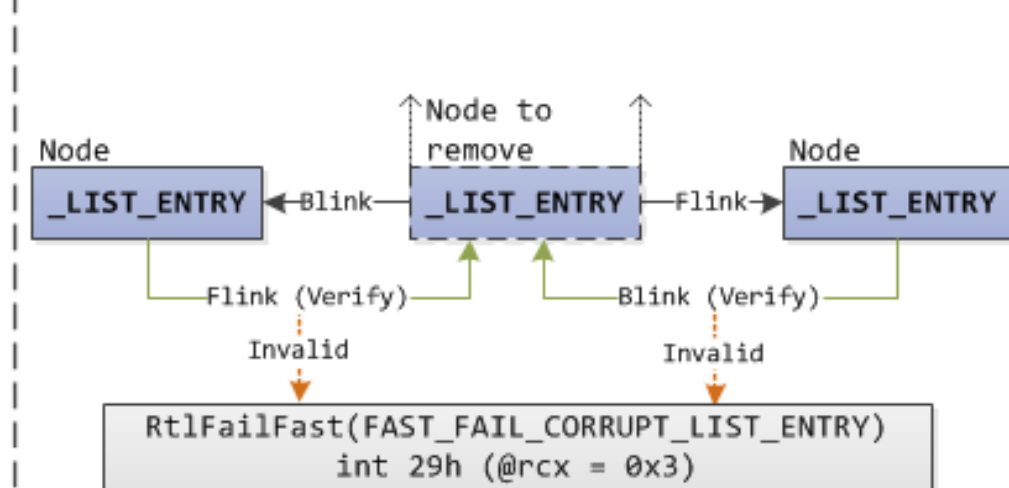 Node to
remove
Node
Node
_LIST_ENTRY
Blink
_LIST_ENTRY
Flink
_LIST_ENTRY
Flink (Verify)
Blink (Verify)
Invalid
Invalid
RtlFailFast(FAST_FAIL_CORRUPT_LIST_ENTRY)
int 29h (@rcx = 0x3)